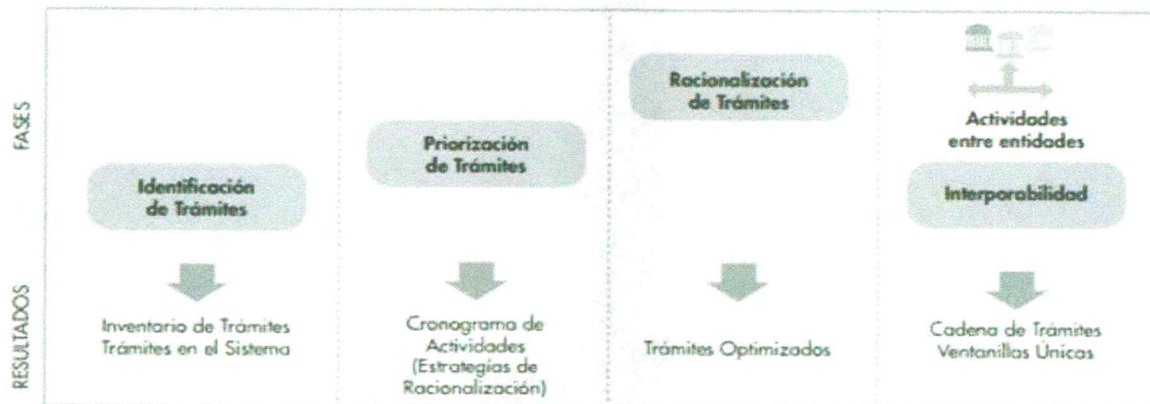 FASES
Identificación
de Trámites
Priorización
de Trámites
Racionalización
de Trámites
Actividades
entre entidades
Interporabilidad
RESULTADOS
Inventario de Trámites
Trámites en el Sistema
Cronograma de
Actividades
(Estrategías de
Racionalización)
Trámites Optimizados
Cadena de Trámites
Ventanillas Únicas